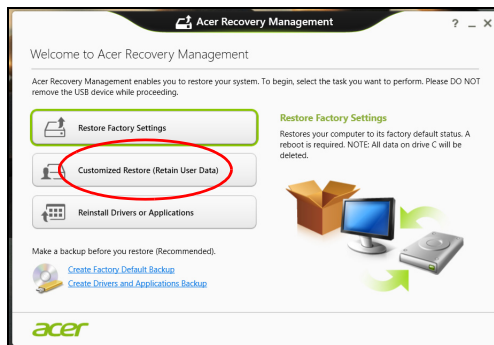 Acer Recovery Management
? _ X
Welcome to Acer Recovery Management
Acer Recovery Management enables you to restore your system. To begin, select the task you want to perform. Please DO NOT
remove the USB device while proceeding.
Restore Factory Settings
Customized Restore (Retain User Data)
Reinstall Drivers or Applications
Restore Factory Settings
Restores your computer to its factory default status. A
reboot is required. NOTE: All data on drive C will be
deleted.
Make a backup before you restore (Recommended).
Create Factory Default Backup
Create Drivers and Applications Backup
acer